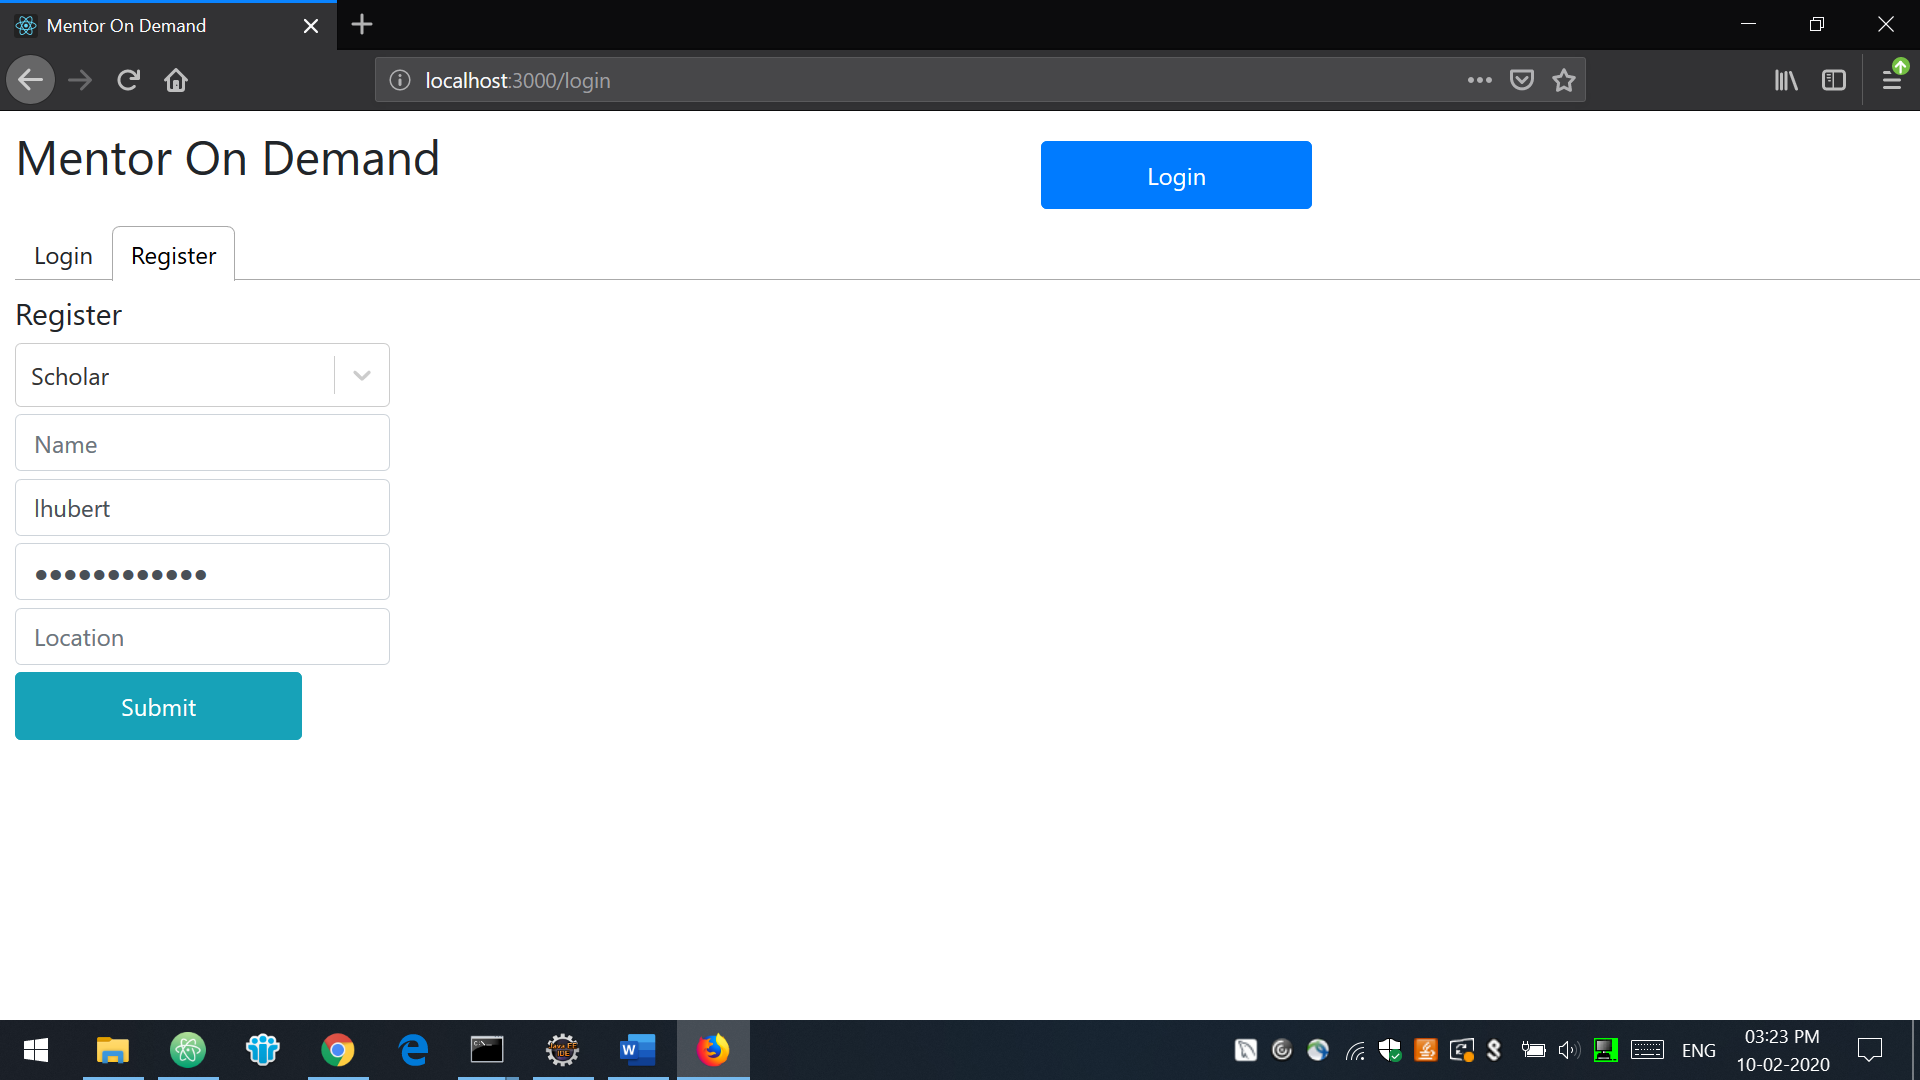 Mentor On Demand
localhost:3000/login
Mentor On Demand
Login
Login
Register
Register
Scholar
Name
lhubert
●●●●●●●●●●●●
Location
Submit
ENG
03:23 PM
10-02-2020